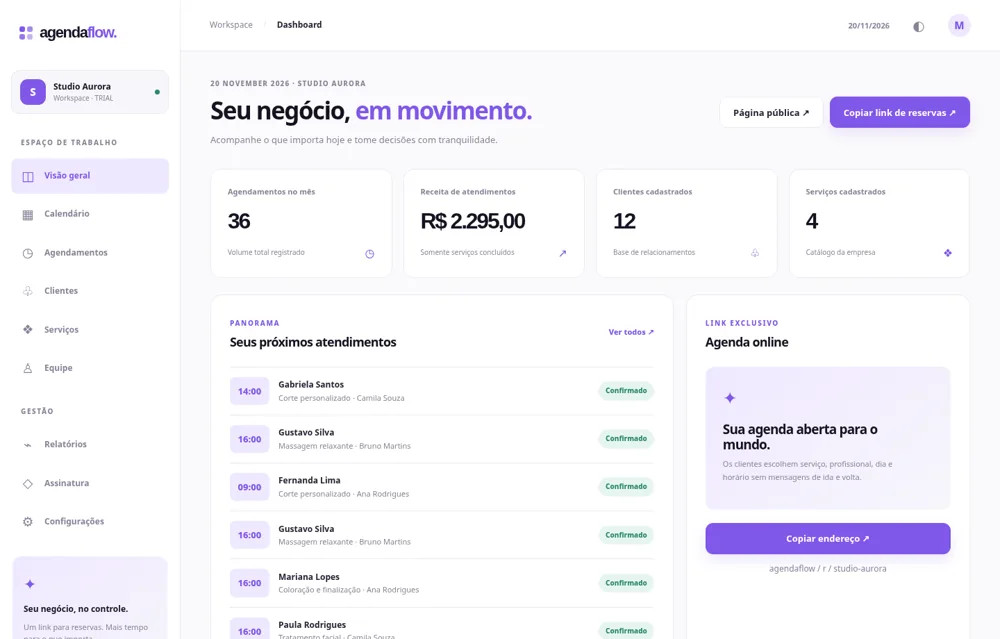 agendaflow.
S
Studio Aurora
Workspace · TRIAL
ESPAÇO DE TRABALHO
Visão geral
Calendário
Agendamentos
Clientes
Serviços
Equipe
GESTÃO
Relatórios
Assinatura
Configurações
Seu negócio, no controle.
Um link para reservas. Mais tempo
para o que importa.
Workspace / Dashboard
20/11/2026
M
20 NOVEMBER 2026 · STUDIO AURORA
Seu negócio, em movimento.
Acompanhe o que importa hoje e tome decisões com tranquilidade.
Página pública ↗
Copiar link de reservas ↗
Agendamentos no mês
36
Volume total registrado
Receita de atendimentos
R$ 2.295,00
Somente serviços concluídos
Clientes cadastrados
12
Base de relacionamentos
Serviços cadastrados
4
Catálogo da empresa
PANORAMA
Seus próximos atendimentos
Ver todos ↗
14:00 Gabriela Santos Confirmado
Corte personalizado · Camila Souza
16:00 Gustavo Silva Confirmado
Massagem relaxante · Bruno Martins
09:00 Fernanda Lima Confirmado
Corte personalizado · Ana Rodrigues
16:00 Gustavo Silva Confirmado
Massagem relaxante · Bruno Martins
16:00 Mariana Lopes Confirmado
Coloração e finalização · Ana Rodrigues
16:00 Paula Rodrigues Confirmado
Tratamento facial · Camila Souza
LINK EXCLUSIVO
Agenda online
Sua agenda aberta para o
mundo.
Os clientes escolhem serviço, profissional, dia e
horário sem mensagens de ida e volta.
Copiar endereço ↗
agendaflow / r / studio-aurora